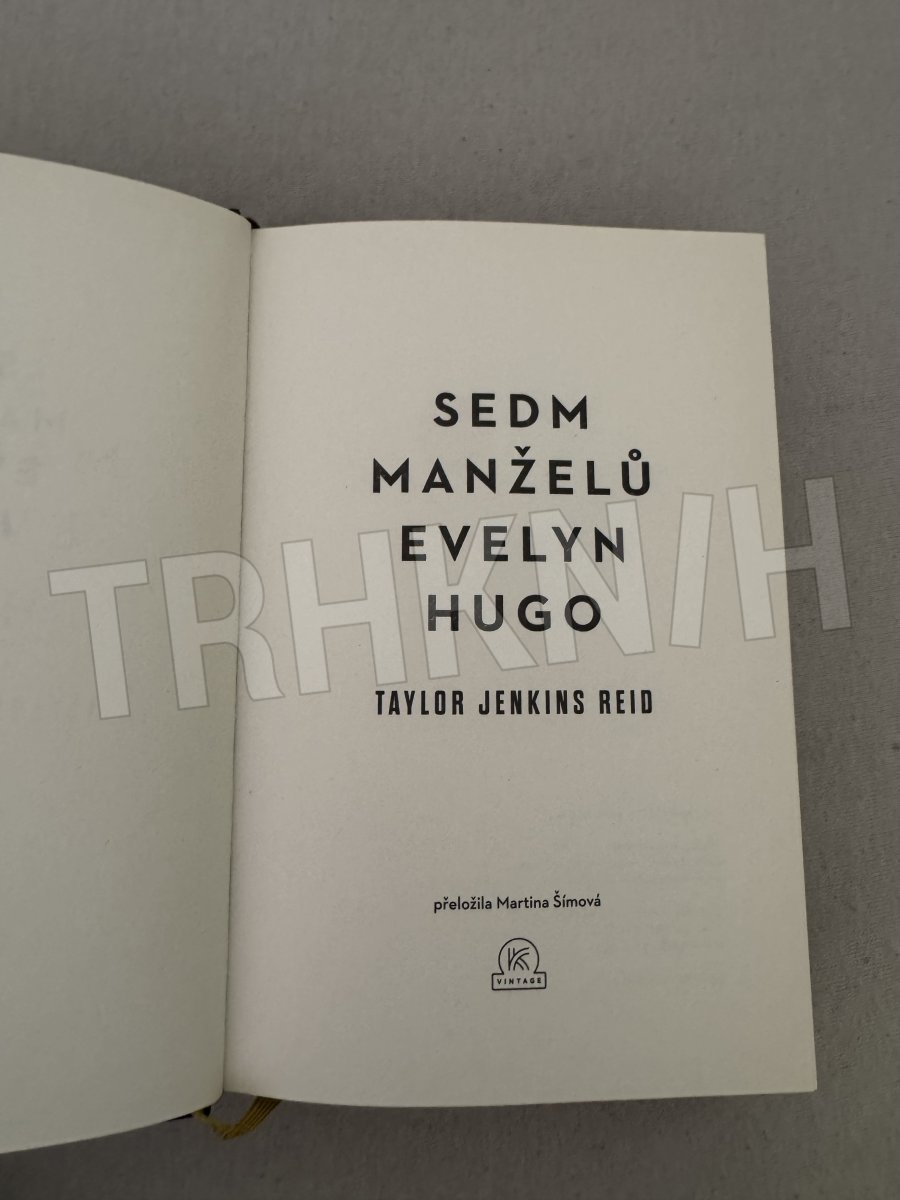 SEDM
MANŽELŮ
EVELYN
HUGO
TRHKNIH
TAYLOR JENKINS REID
přeložila Martina Šímová
VINTAGE